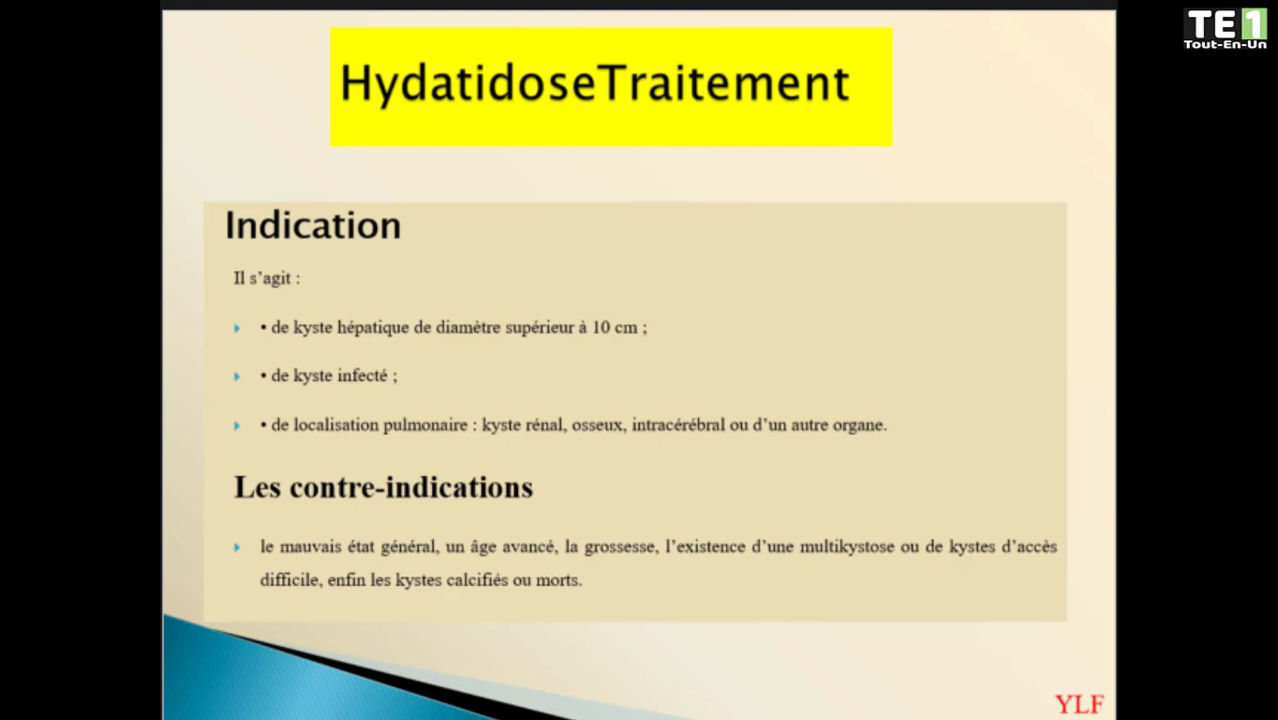 TE1
Tout-En-Un
HydatidoseTraitement
Indication
Il s’agit :
• de kyste hépatique de diamètre supérieur à 10 cm ;
• de kyste infecté ;
• de localisation pulmonaire : kyste rénal, osseux, intracérébral ou d’un autre organe.
Les contre-indications
le mauvais état général, un âge avancé, la grossesse, l’existence d’une multikystose ou de kystes d’accès
difficile, enfin les kystes calcifiés ou morts.
YLF